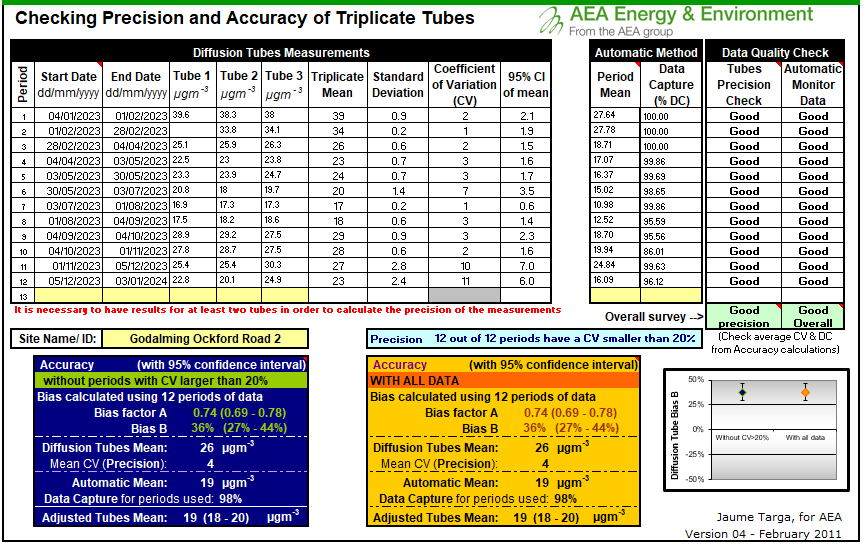 Checking Precision and Accuracy of Triplicate Tubes
AEA Energy & Environment
From the AEA group
Diffusion Tubes Measurements Automatic Method Data Quality Check
Period Start Date dd/mm/yyyy End Date dd/mm/yyyy Tube 1 µgm⁻³ Tube 2 µgm⁻³ Tube 3 µgm⁻³ Triplicate Mean Standard Deviation Coefficient of Variation (CV) 95% CI of mean Period Mean Data Capture (% DC) Tubes Precision Check Automatic Monitor Data
1 04/01/2023 01/02/2023 39.6 38.3 38 39 0.9 2 2.1 27.64 100.00 Good Good
2 01/02/2023 28/02/2023 33.8 34.1 34 0.2 1 1.9 27.78 100.00 Good Good
3 28/02/2023 04/04/2023 25.1 25.9 26.3 26 0.6 2 1.5 18.71 100.00 Good Good
4 04/04/2023 03/05/2023 22.5 23 23.8 23 0.7 3 1.6 17.07 99.86 Good Good
5 03/05/2023 30/05/2023 23.3 23.9 24.7 24 0.7 3 1.7 16.37 99.69 Good Good
6 30/05/2023 03/07/2023 20.8 18 19.7 20 1.4 7 3.5 15.02 98.65 Good Good
7 03/07/2023 01/08/2023 16.9 17.3 17.3 17 0.2 1 0.6 10.98 99.86 Good Good
8 01/08/2023 04/09/2023 17.5 18.2 18.6 18 0.6 3 1.4 12.52 95.59 Good Good
9 04/09/2023 04/10/2023 28.9 29.2 27.5 29 0.9 3 2.3 18.70 95.56 Good Good
10 04/10/2023 01/11/2023 27.8 28.7 27.5 28 0.6 2 1.6 19.94 86.01 Good Good
11 01/11/2023 05/12/2023 25.4 25.4 30.3 27 2.8 10 7.0 24.84 99.63 Good Good
12 05/12/2023 03/01/2024 22.8 20.1 24.9 23 2.4 11 6.0 16.09 96.12 Good Good
13
It is necessary to have results for at least two tubes in order to calculate the precision of the measurements
Overall survey --> Good precision Good Overall
Site Name/ ID: Godalming Ockford Road 2
Precision 12 out of 12 periods have a CV smaller than 20%
(Check average CV & DC from Accuracy calculations)
Accuracy (with 95% confidence interval)
without periods with CV larger than 20%
Bias calculated using 12 periods of data
Bias factor A 0.74 (0.69 - 0.78)
Bias B 36% (27% - 44%)
Diffusion Tubes Mean: 26 µgm⁻³
Mean CV (Precision): 4
Automatic Mean: 19 µgm⁻³
Data Capture for periods used: 98%
Adjusted Tubes Mean: 19 (18 - 20) µgm⁻³
Accuracy (with 95% confidence interval)
WITH ALL DATA
Bias calculated using 12 periods of data
Bias factor A 0.74 (0.69 - 0.78)
Bias B 36% (27% - 44%)
Diffusion Tubes Mean: 26 µgm⁻³
Mean CV (Precision): 4
Automatic Mean: 19 µgm⁻³
Data Capture for periods used: 98%
Adjusted Tubes Mean: 19 (18 - 20) µgm⁻³
Diffusion Tube Bias B
50%
25%
0%
-25%
-50%
Without CV>20% With all data
Jaume Targa, for AEA
Version 04 - February 2011